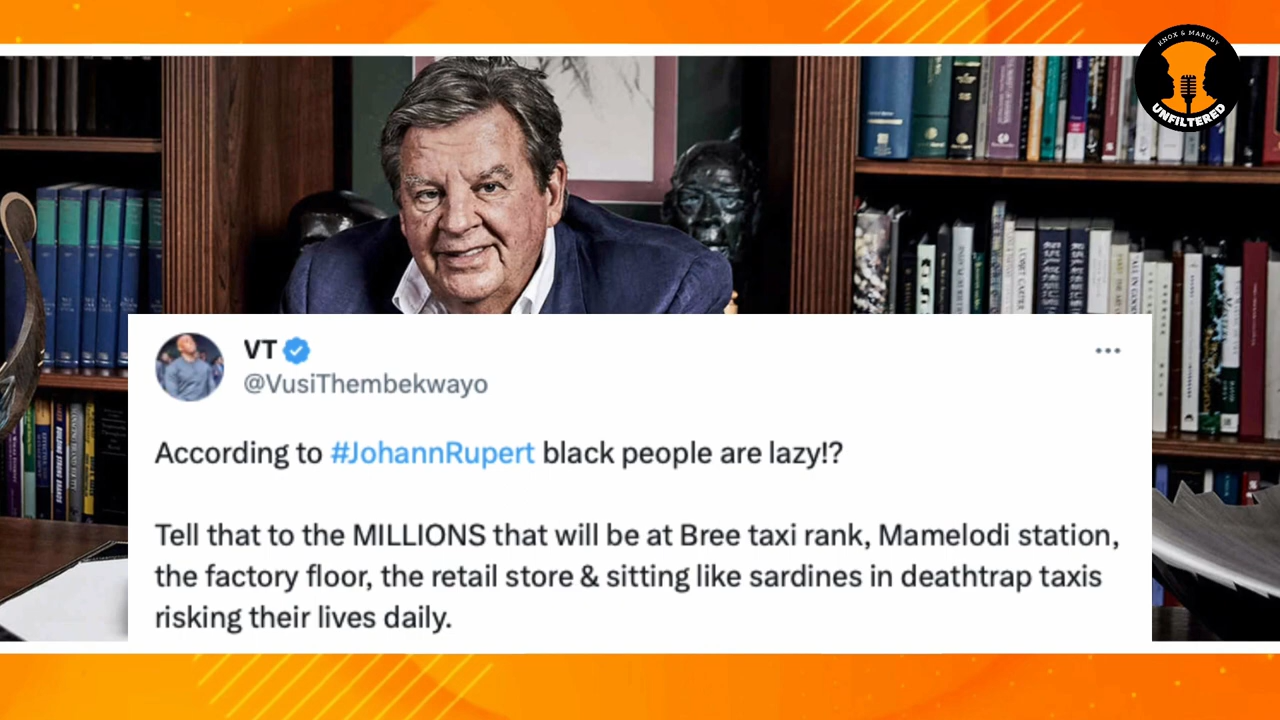 KNOX & MARUBY
UNFILTERED
VT
@VusiThembekwayo
According to #JohannRupert black people are lazy!?
Tell that to the MILLIONS that will be at Bree taxi rank, Mamelodi station,
the factory floor, the retail store & sitting like sardines in deathtrap taxis
risking their lives daily.